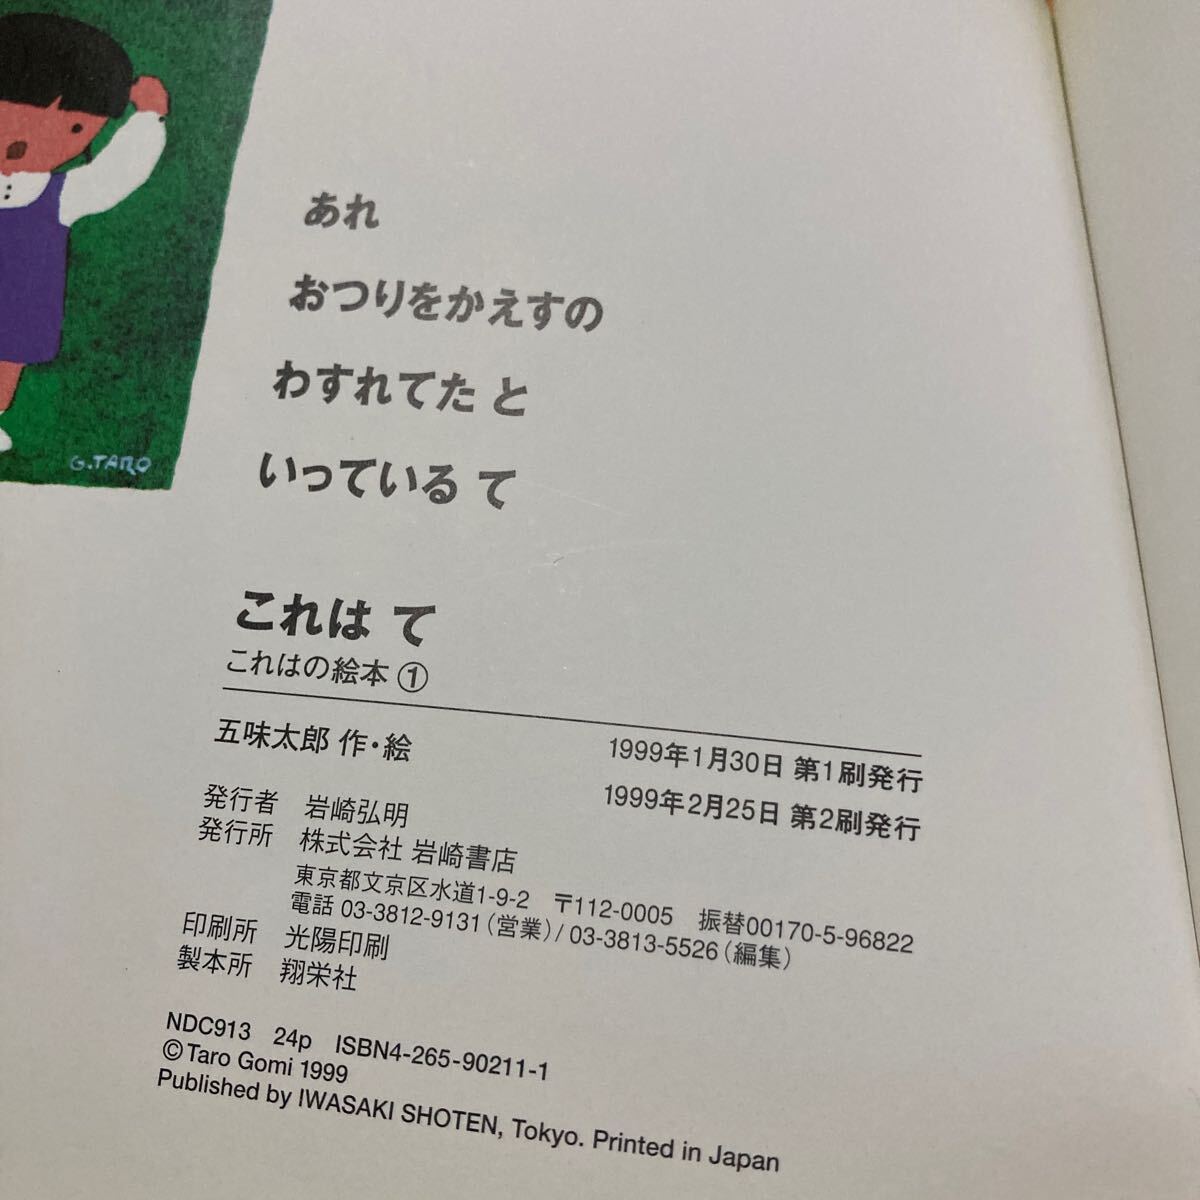 G.TARO
あれ
おつりをかえすの
わすれてた と
いっている て
これは て
これはの絵本 ①
五味太郎 作・絵
1999年1月30日 第1刷発行
1999年2月25日 第2刷発行
発行者 岩崎弘明
発行所 株式会社 岩崎書店
東京都文京区水道1-9-2 〒112-0005 振替00170-5-96822
電話 03-3812-9131（営業）/ 03-3813-5526（編集）
印刷所 光陽印刷
製本所 翔栄社
NDC913 24p ISBN4-265-90211-1
©Taro Gomi 1999
Published by IWASAKI SHOTEN, Tokyo. Printed in Japan